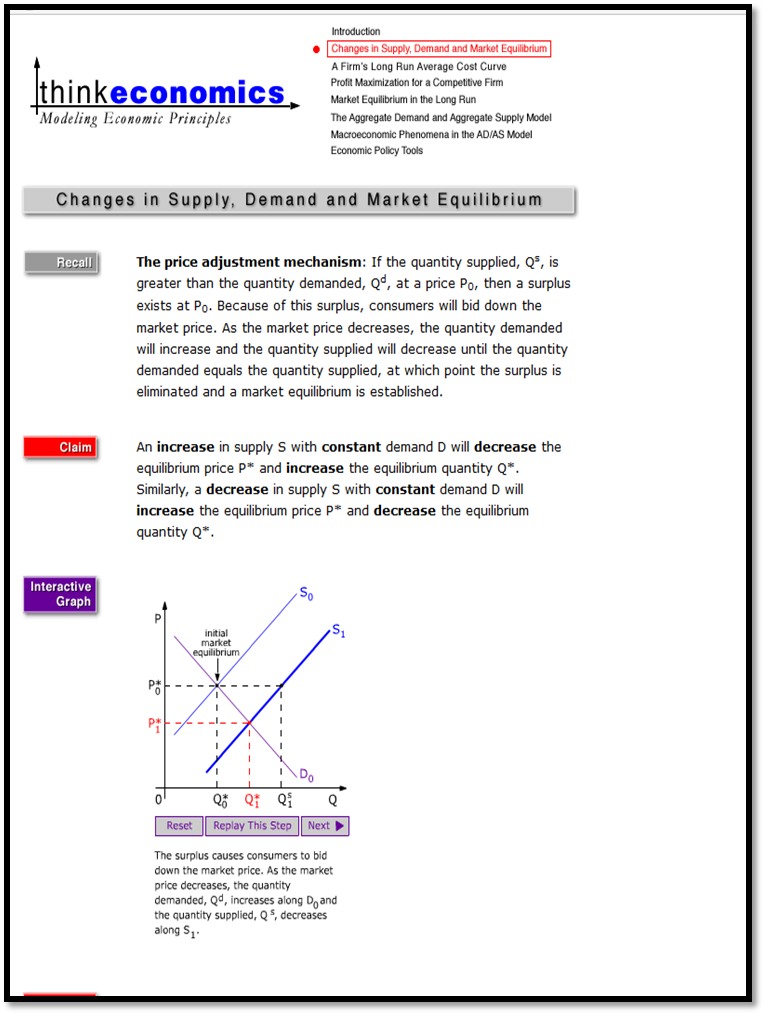 Introduction
Changes in Supply, Demand and Market Equilibrium
A Firm's Long Run Average Cost Curve
Profit Maximization for a Competitive Firm
Market Equilibrium in the Long Run
The Aggregate Demand and Aggregate Supply Model
Macroeconomic Phenomena in the AD/AS Model
Economic Policy Tools
thinkeconomics
Modeling Economic Principles
Changes in Supply, Demand and Market Equilibrium
Recall
The price adjustment mechanism: If the quantity supplied, Qˢ, is
greater than the quantity demanded, Qᵈ, at a price P₀, then a surplus
exists at P₀. Because of this surplus, consumers will bid down the
market price. As the market price decreases, the quantity demanded
will increase and the quantity supplied will decrease until the quantity
demanded equals the quantity supplied, at which point the surplus is
eliminated and a market equilibrium is established.
Claim
An increase in supply S with constant demand D will decrease the
equilibrium price P* and increase the equilibrium quantity Q*.
Similarly, a decrease in supply S with constant demand D will
increase the equilibrium price P* and decrease the equilibrium
quantity Q*.
Interactive
Graph
S₀
P
S₁
initial
market
equilibrium
P₀*
P₁*
D₀
0 Q₀* Q₁* Q₁ˢ Q
Reset Replay This Step Next
The surplus causes consumers to bid
down the market price. As the market
price decreases, the quantity
demanded, Qᵈ, increases along D₀ and
the quantity supplied, Qˢ, decreases
along S₁.